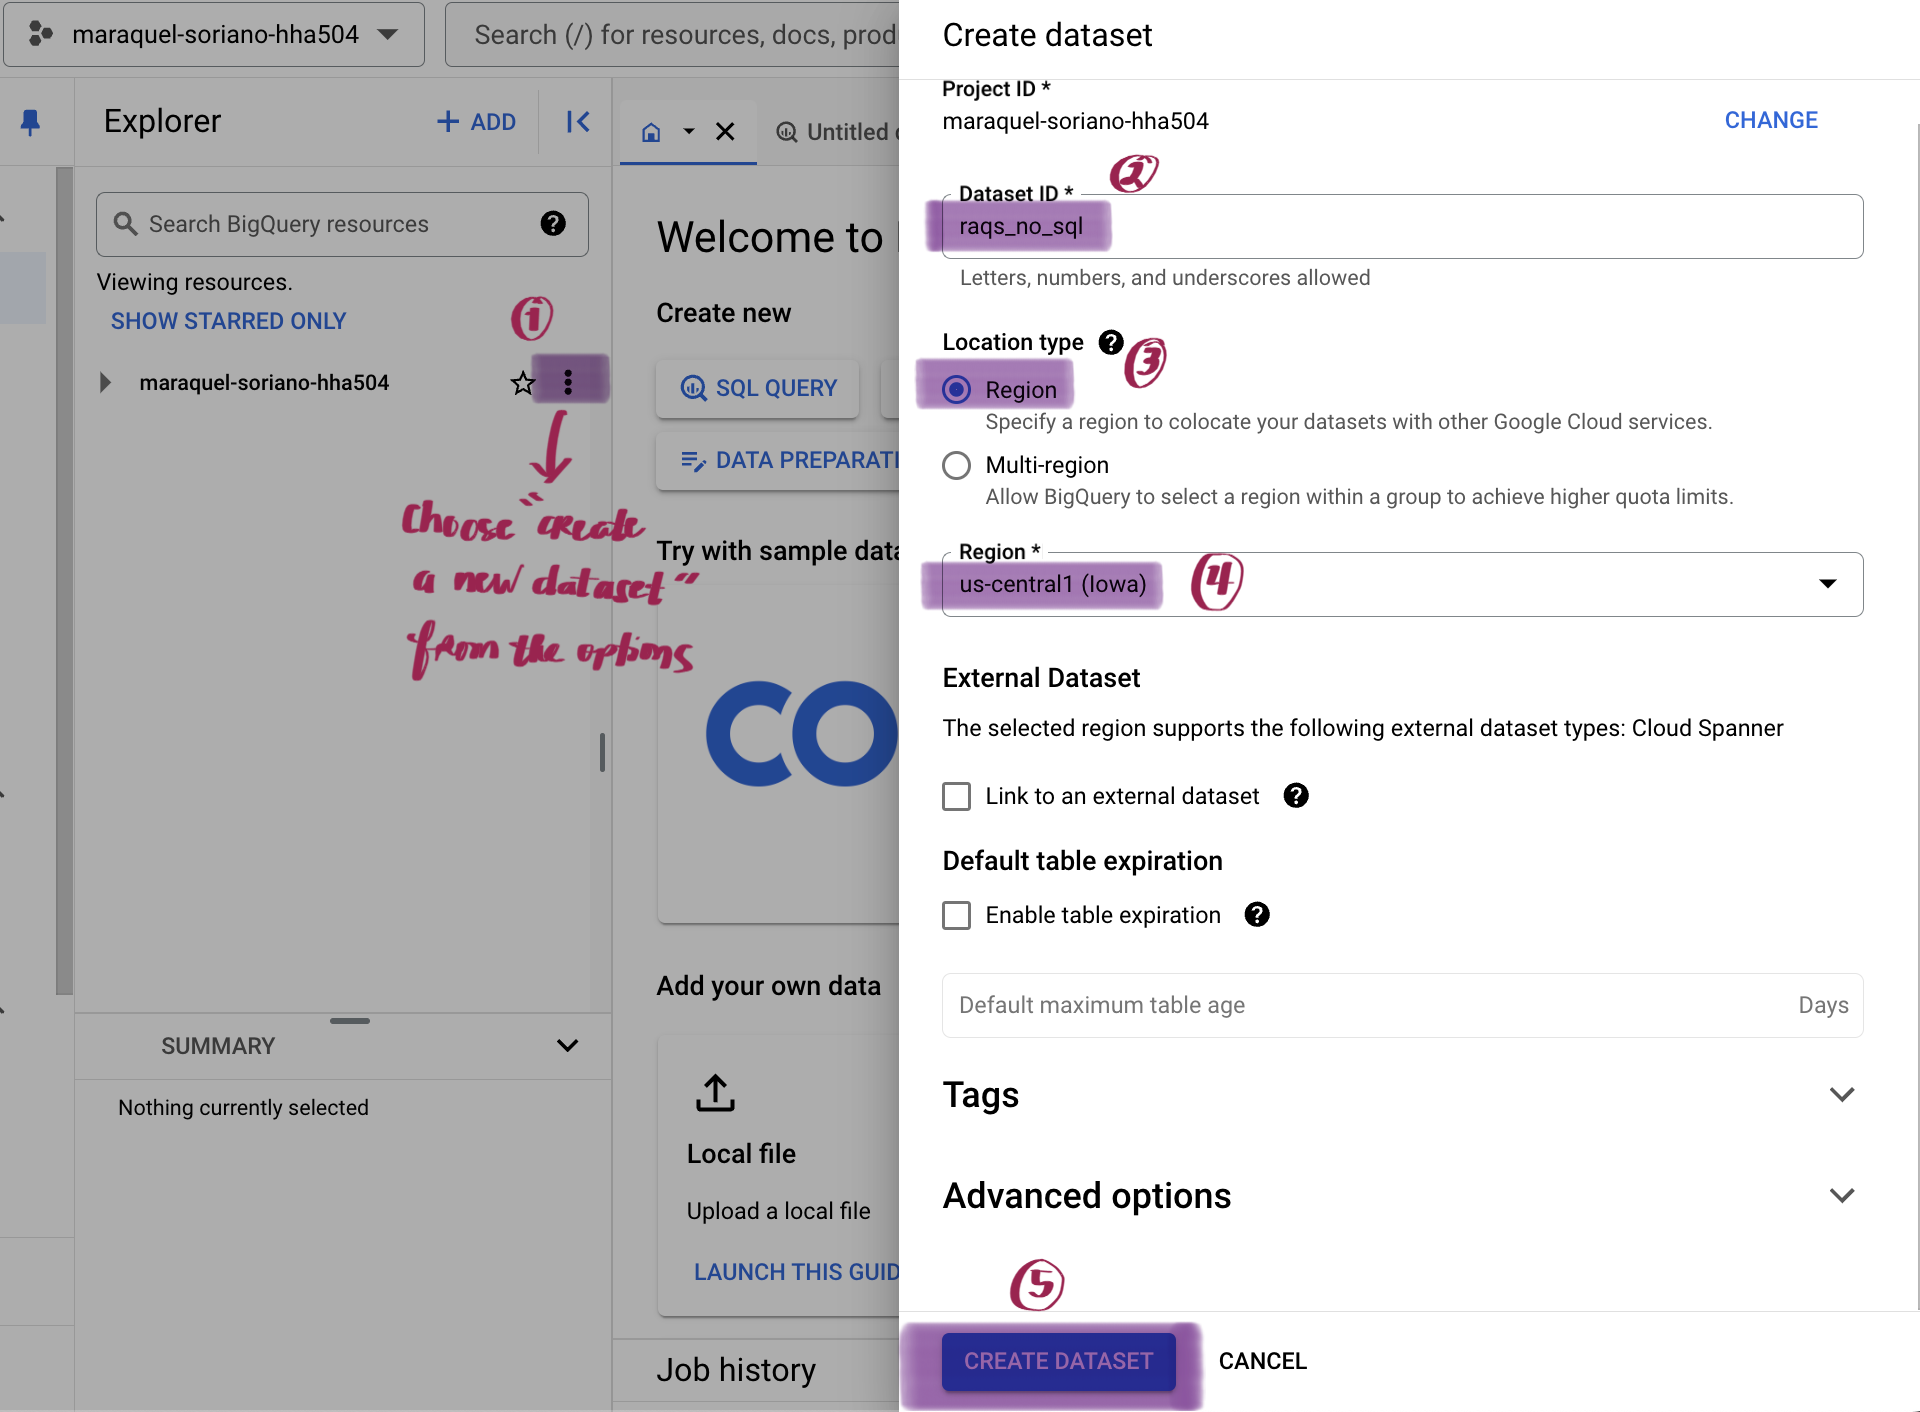 maraquel-soriano-hha504
Search (/) for resources, docs, prod
Explorer
ADD
Search BigQuery resources
Viewing resources.
SHOW STARRED ONLY
1
maraquel-soriano-hha504
Choose "create
a new dataset"
from the options
SUMMARY
Nothing currently selected
Untitled
Welcome to
Create new
SQL QUERY
DATA PREPARATI
Try with sample data
CO
Add your own data
Local file
Upload a local file
LAUNCH THIS GUID
Job history
Create dataset
Project ID *
maraquel-soriano-hha504
CHANGE
2
Dataset ID *
raqs_no_sql
Letters, numbers, and underscores allowed
Location type
3
Region
Specify a region to colocate your datasets with other Google Cloud services.
Multi-region
Allow BigQuery to select a region within a group to achieve higher quota limits.
Region *
us-central1 (Iowa)
4
External Dataset
The selected region supports the following external dataset types: Cloud Spanner
Link to an external dataset
Default table expiration
Enable table expiration
Default maximum table age
Days
Tags
Advanced options
5
CREATE DATASET
CANCEL